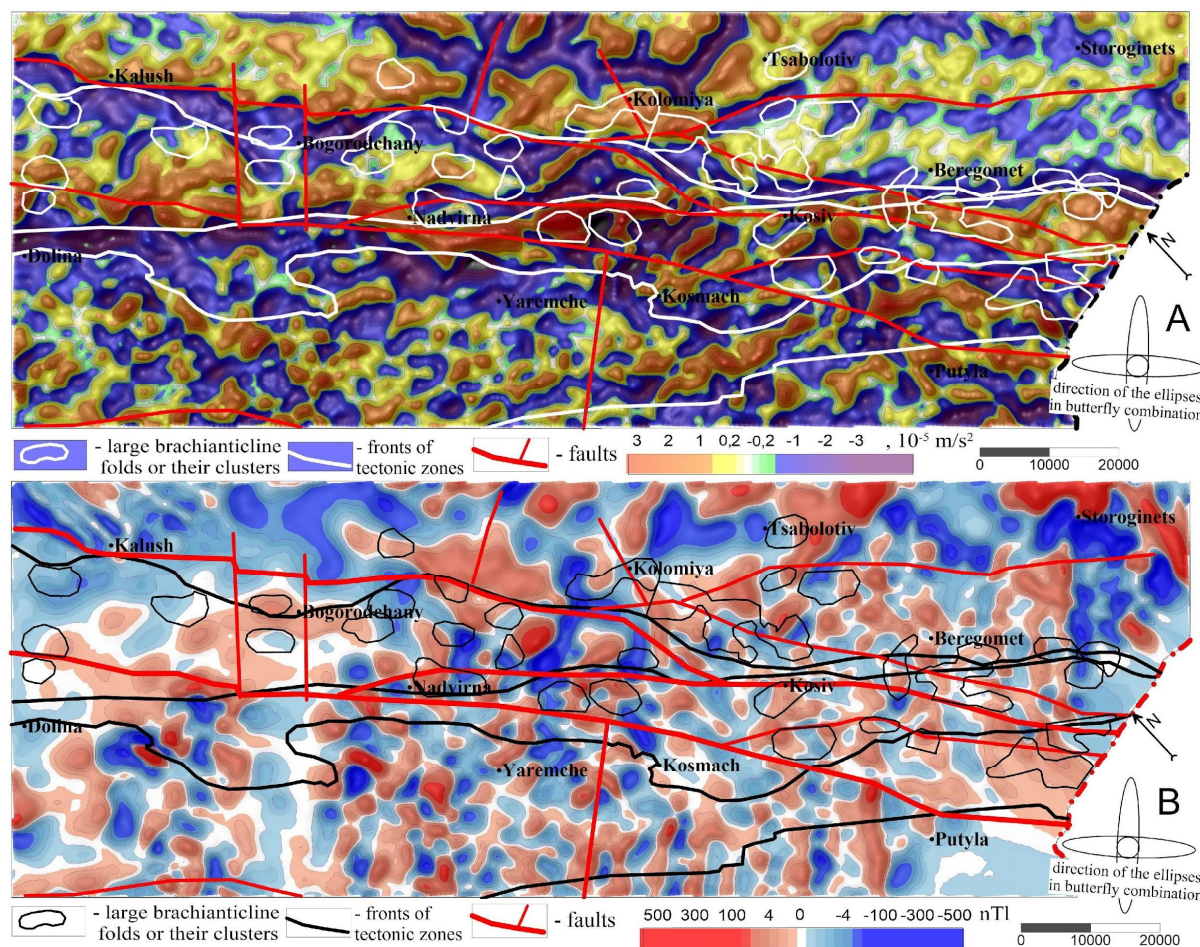 Storoginets
Tsabolotiv
Kalush
Kolomiya
Bogorodchany
Beregomet
Nadvirna
Kosiv
Dolina
Yaremche
Kosmach
Putyla
N
A
direction of the ellipses
in butterfly combination
- large brachianticline
folds or their clusters
- fronts of
tectonic zones
- faults
3 2 1 0,2 -0,2 -1 -2 -3 , 10⁻⁵ m/s²
0 10000 20000
Storoginets
Tsabolotiv
Kalush
Kolomiya
Bogorodchany
Beregomet
Nadvirna
Kosiv
Dolina
Yaremche
Kosmach
Putyla
N
B
direction of the ellipses
in butterfly combination
- large brachianticline
folds or their clusters
- fronts of
tectonic zones
- faults
500 300 100 4 0 -4 -100 -300 -500 nTl
0 10000 20000